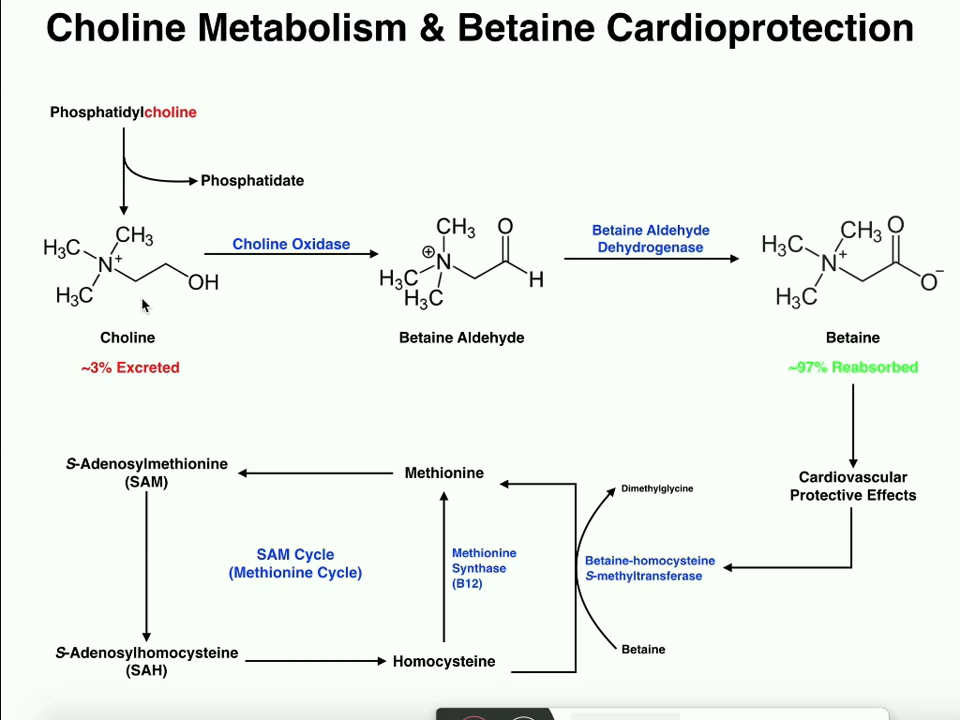 Choline Metabolism & Betaine Cardioprotection
Phosphatidylcholine
Phosphatidate
CH3
H3C
N+
H3C
OH
Choline Oxidase
CH3
O
⊕
N
H3C
H3C
H
Betaine Aldehyde
Dehydrogenase
CH3
O
H3C
N+
H3C
O−
Choline
Betaine Aldehyde
Betaine
~3% Excreted
~97% Reabsorbed
S-Adenosylmethionine
(SAM)
Methionine
Dimethylglycine
Cardiovascular
Protective Effects
SAM Cycle
(Methionine Cycle)
Methionine
Synthase
(B12)
Betaine-homocysteine
S-methyltransferase
S-Adenosylhomocysteine
(SAH)
Homocysteine
Betaine